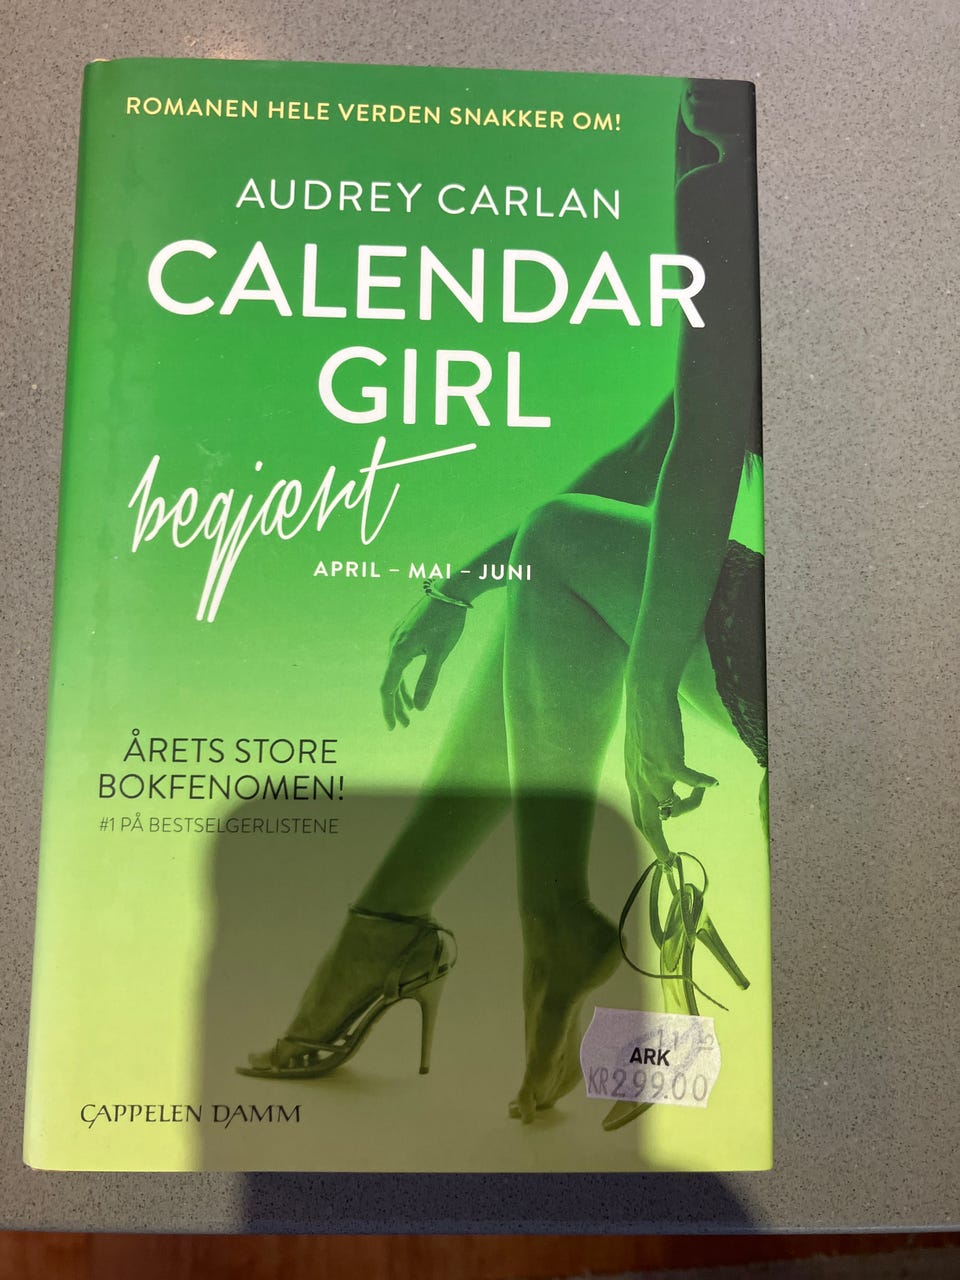 ROMANEN HELE VERDEN SNAKKER OM!
AUDREY CARLAN
CALENDAR
GIRL
begjært
APRIL – MAI – JUNI
ÅRETS STORE
BOKFENOMEN!
#1 PÅ BESTSELGERLISTENE
ARK
KR299.00
CAPPELEN DAMM